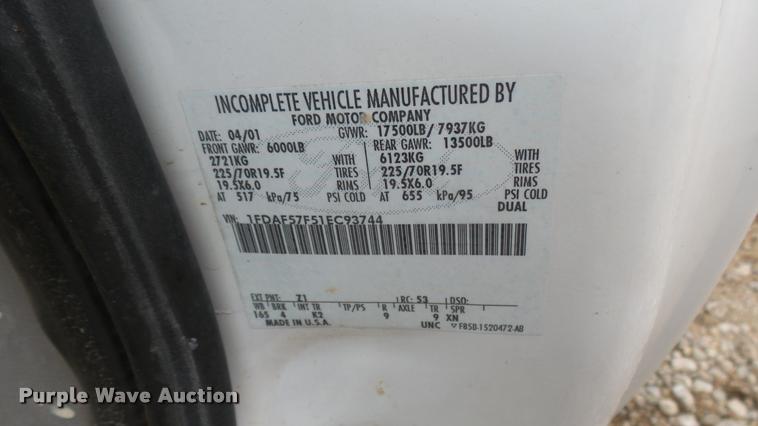 INCOMPLETE VEHICLE MANUFACTURED BY
FORD MOTOR COMPANY
DATE: 04/01 GVWR: 17500LB/ 7937KG
FRONT GAWR: 6000LB REAR GAWR: 13500LB
2721KG WITH 6123KG WITH
225/70R19.5F TIRES 225/70R19.5F TIRES
19.5X6.0 RIMS 19.5X6.0 RIMS
AT 517 kPa/75 PSI COLD AT 655 kPa/95 PSI COLD
DUAL
VIN: 1FDAF57F51EC93744
EXT PNT: Z1 RC: 53 DSO:
WB BRK INT TR TP/PS R AXLE TR SPR
165 4 K2 9 9 XN
MADE IN U.S.A. UNC F85B-1520472-AB
Purple Wave Auction